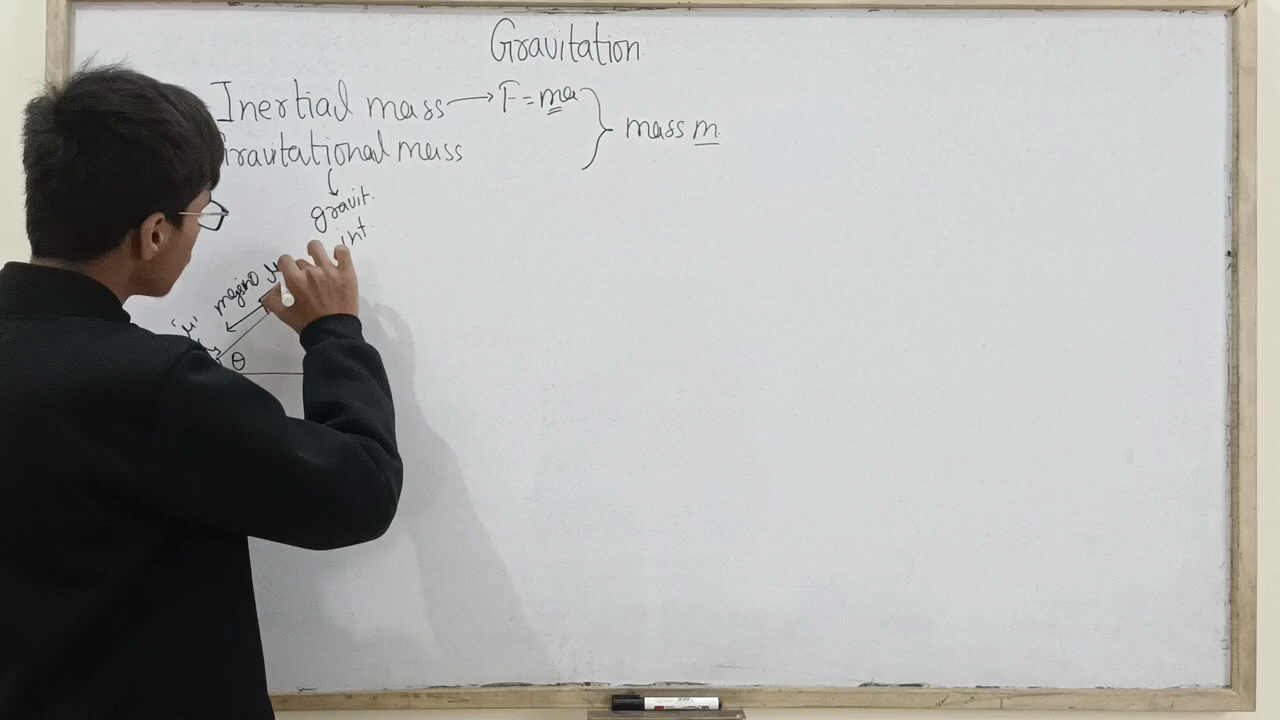 Gravitation
Inertial mass → F = ma } mass m
Gravitational mass
gravit.
int.
"μ"
θ